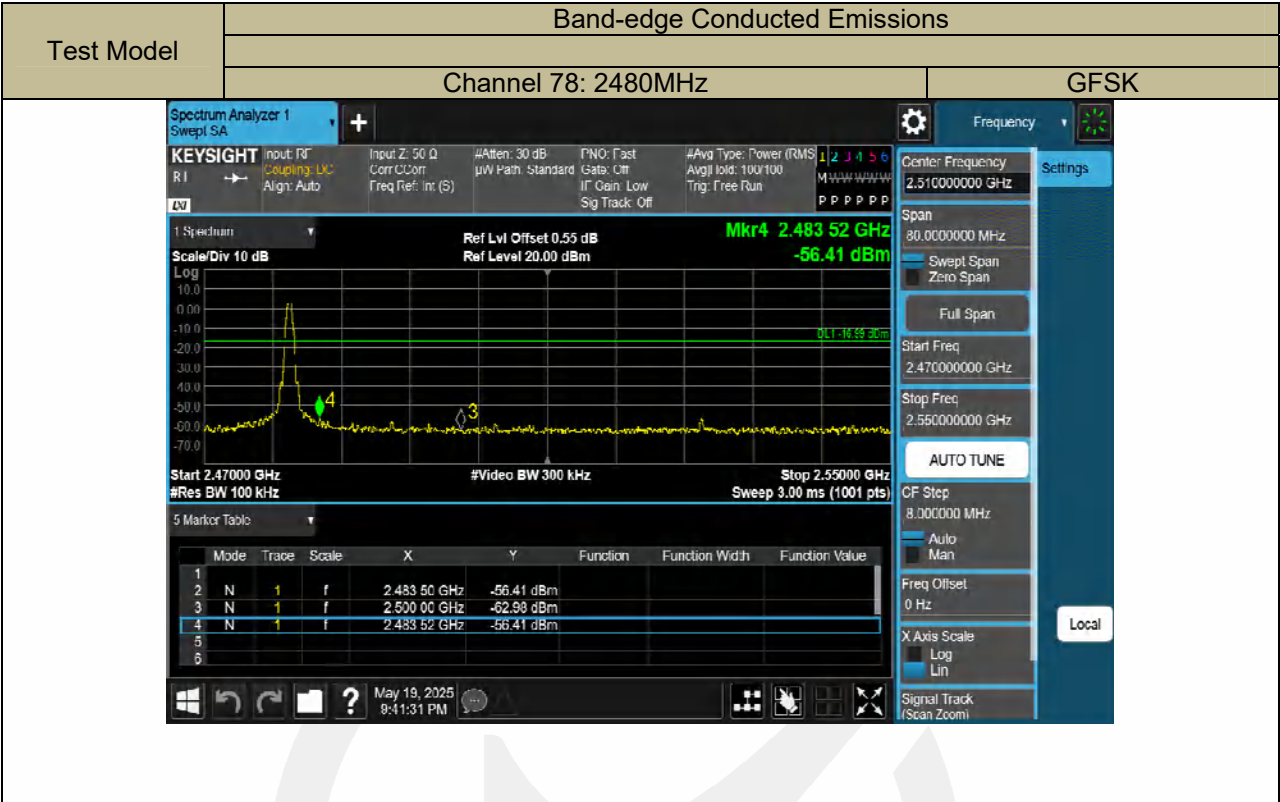 Test Model
Band-edge Conducted Emissions
Channel 78: 2480MHz
GFSK
Spectrum Analyzer 1
Swept SA
+
Frequency
KEYSIGHT
RL
LXI
Input: RF
Coupling: DC
Align: Auto
Input Z: 50 Ω
Corr CCorr
Freq Ref: Int (S)
#Atten: 30 dB
µW Path: Standard
PNO: Fast
Gate: Off
IF Gain: Low
Sig Track: Off
#Avg Type: Power (RMS
Avg|Hold: 100/100
Trig: Free Run
1 2 3 4 5 6
M W W W W W
P P P P P P
Center Frequency
2.510000000 GHz
Settings
Span
80.0000000 MHz
Swept Span
Zero Span
Full Span
Start Freq
2.470000000 GHz
Stop Freq
2.550000000 GHz
AUTO TUNE
CF Step
8.000000 MHz
Auto
Man
Freq Offset
0 Hz
X Axis Scale
Log
Lin
Signal Track
(Span Zoom)
Local
1 Spectrum
Scale/Div 10 dB
Ref Lvl Offset 0.55 dB
Ref Level 20.00 dBm
Mkr4 2.483 52 GHz
-56.41 dBm
Log
10.0
0.00
-10.0
-20.0
-30.0
-40.0
-50.0
-60.0
-70.0
DL1 -16.99 dBm
4
3
Start 2.47000 GHz
#Res BW 100 kHz
#Video BW 300 kHz
Stop 2.55000 GHz
Sweep 3.00 ms (1001 pts)
5 Marker Table
Mode Trace Scale X Y Function Function Width Function Value
1
2 N 1 f 2.483 50 GHz -56.41 dBm
3 N 1 f 2.500 00 GHz -62.98 dBm
4 N 1 f 2.483 52 GHz -56.41 dBm
5
6
?
May 19, 2025
9:41:31 PM